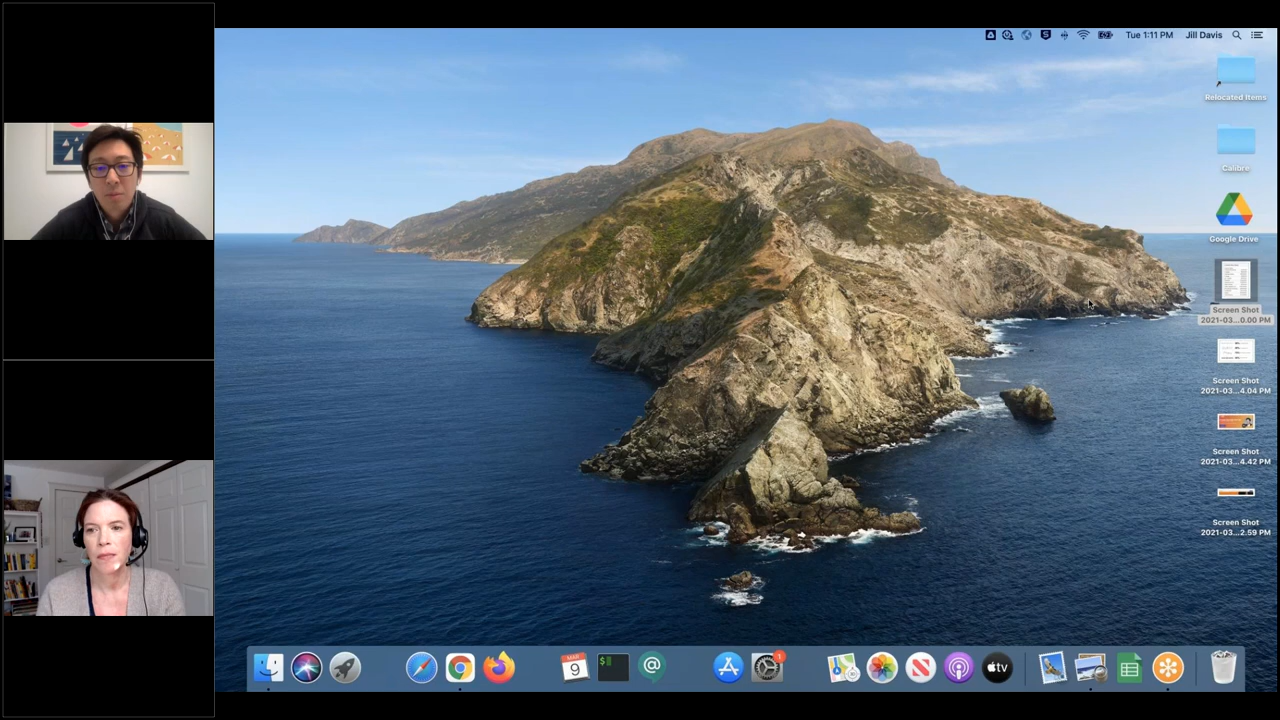 Tue 1:11 PM Jill Davis
Relocated Items
Calibre
Google Drive
Screen Shot
2021-03...0.00 PM
Screen Shot
2021-03...4.04 PM
Screen Shot
2021-03...4.42 PM
Screen Shot
2021-03...2.59 PM
MAR
9
$
@
1
tv